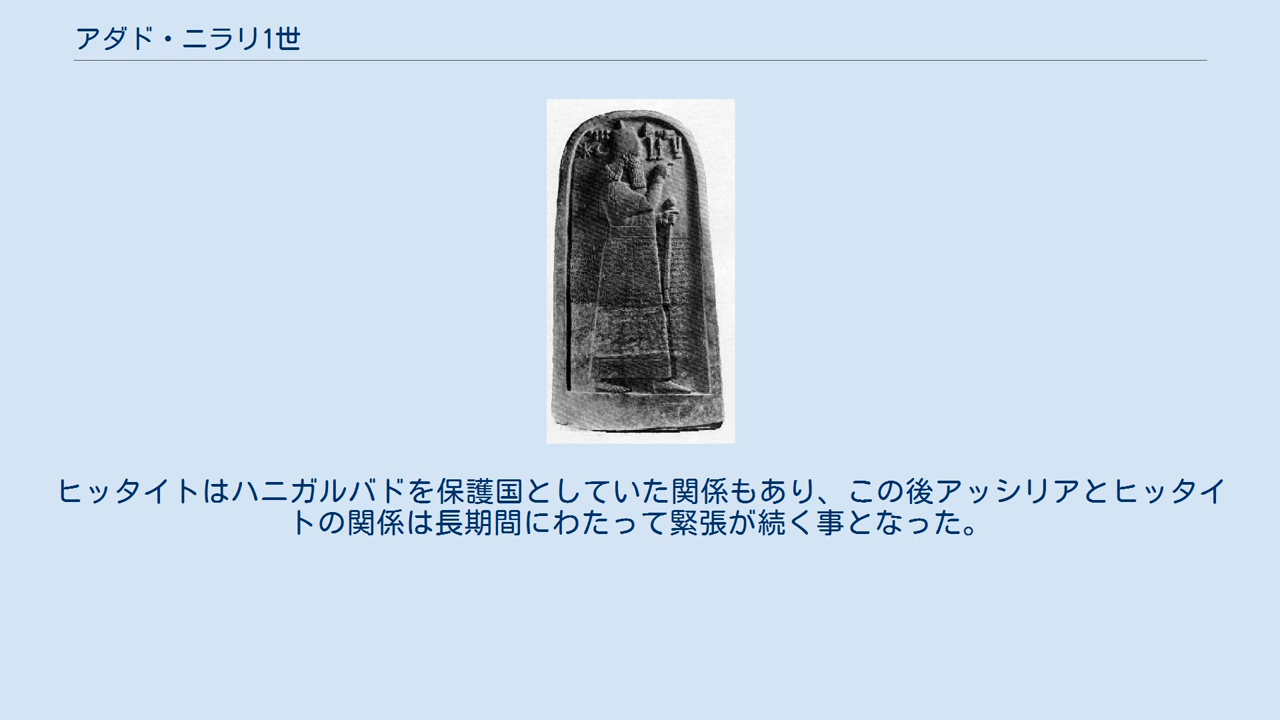 アダド・ニラリ1世
ヒッタイトはハニガルバドを保護国としていた関係もあり、この後アッシリアとヒッタイ
トの関係は長期間にわたって緊張が続く事となった。